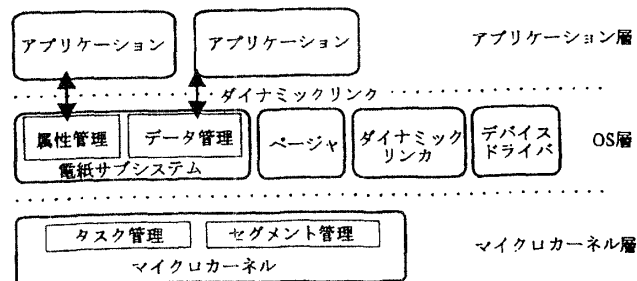 アプリケーション
アプリケーション
アプリケーション層
ダイナミックリンク
属性管理
データ管理
電紙サブシステム
ページャ
ダイナミック
リンカ
デバイス
ドライバ
OS層
タスク管理
セグメント管理
マイクロカーネル
マイクロカーネル層